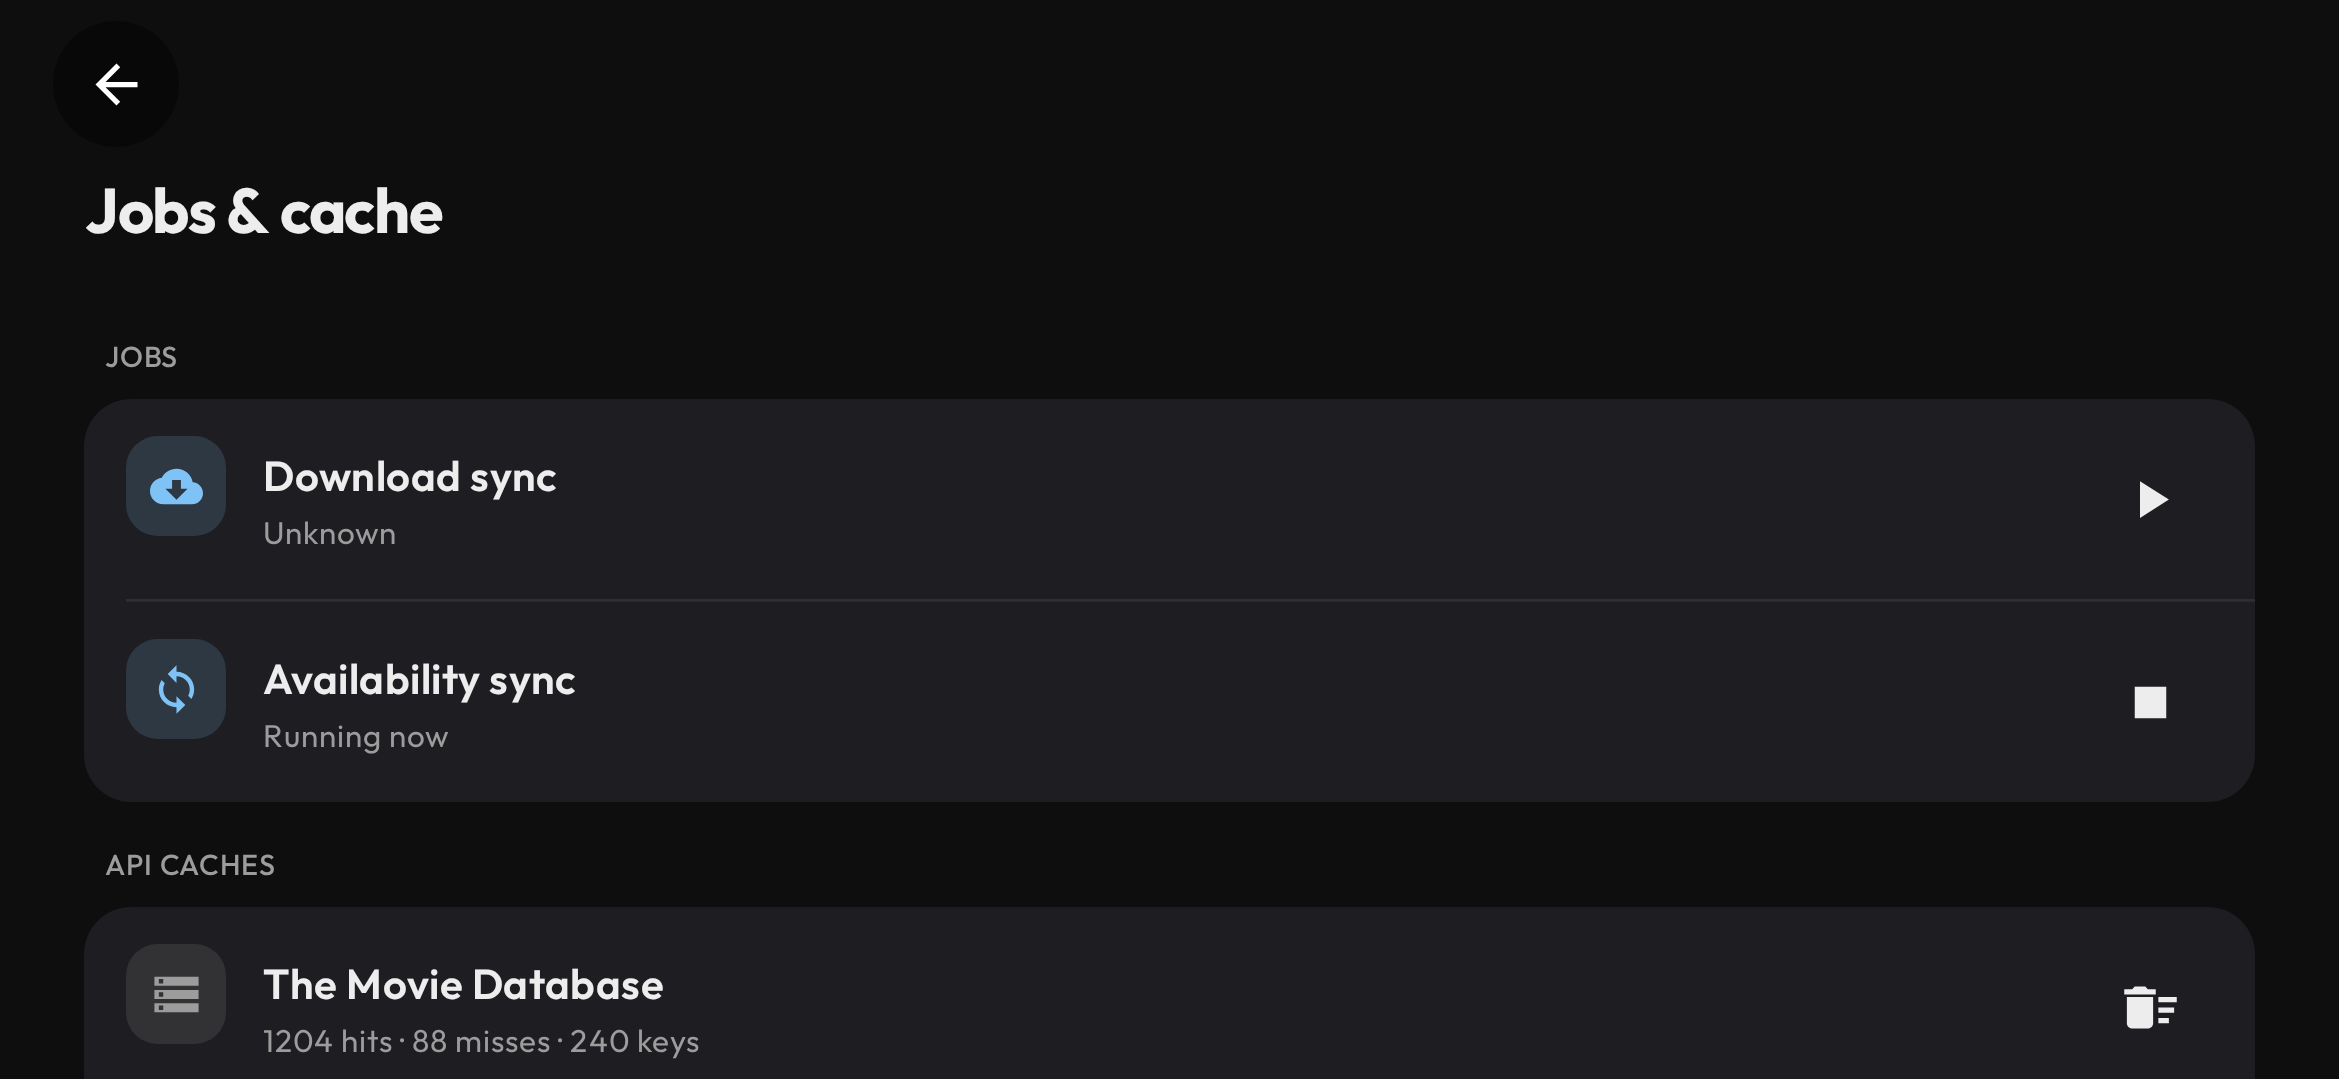 Jobs & cache
JOBS
Download sync
Unknown
Availability sync
Running now
API CACHES
The Movie Database
1204 hits · 88 misses · 240 keys